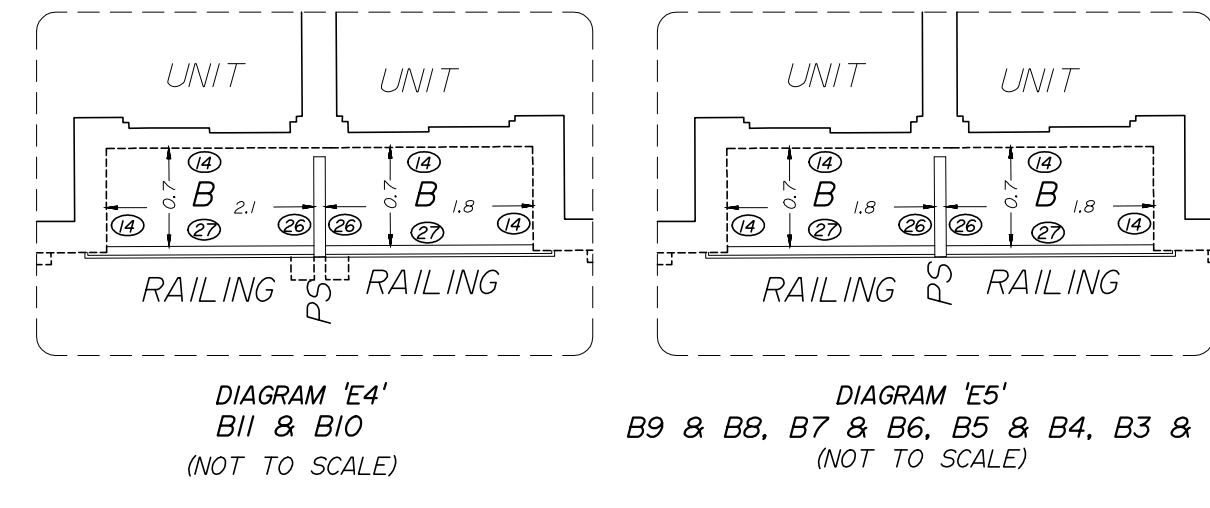 UNIT UNIT
14 14
0.7 B 2.1 0.7 B 1.8
14 27 26 26 27 14
RAILING PS RAILING
DIAGRAM 'E4'
B11 & B10
(NOT TO SCALE)
UNIT UNIT
14 14
0.7 B 1.8 0.7 B 1.8
14 27 26 26 27 14
RAILING PS RAILING
DIAGRAM 'E5'
B9 & B8, B7 & B6, B5 & B4, B3 &
(NOT TO SCALE)